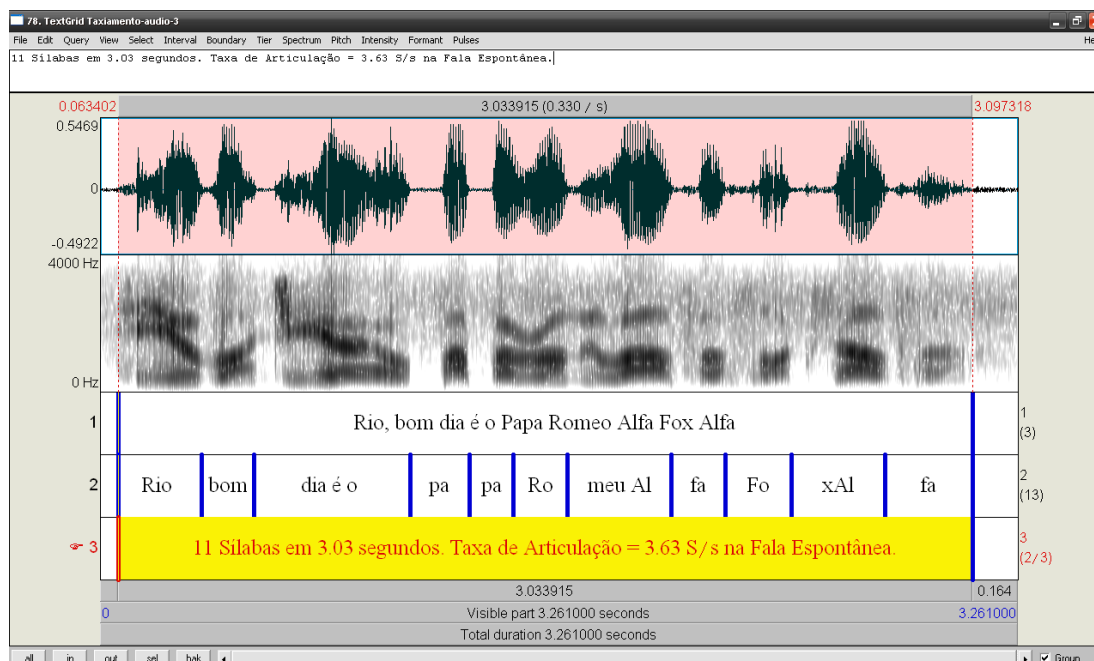 78. TextGrid Taxiamento-audio-3
File Edit Query View Select Interval Boundary Tier Spectrum Pitch Intensity Formant Pulses He
11 Sílabas em 3.03 segundos. Taxa de Articulação = 3.63 S/s na Fala Espontânea.
0.063402 3.033915 (0.330 / s) 3.097318
0.5469
0
-0.4922
4000 Hz
0 Hz
1 Rio, bom dia é o Papa Romeo Alfa Fox Alfa 1
(3)
2 Rio bom dia é o pa pa Ro meu Al fa Fo xAl fa 2
(13)
3 11 Sílabas em 3.03 segundos. Taxa de Articulação = 3.63 S/s na Fala Espontânea. 3
(2/3)
3.033915 0.164
0 Visible part 3.261000 seconds 3.261000
Total duration 3.261000 seconds
all in out sel bak Group